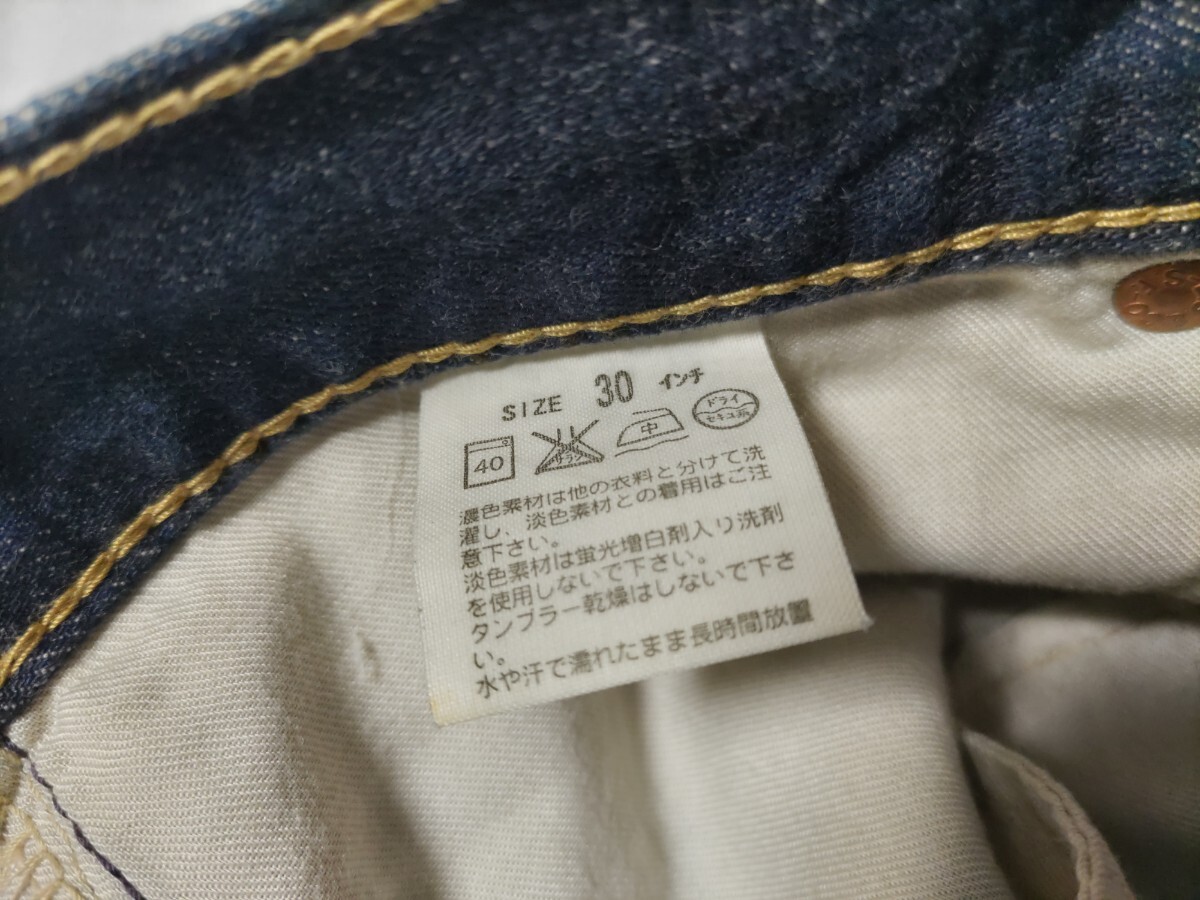 SIZE 30 インチ
40 中 ドライ
セキユ系
濃色素材は他の衣料と分けて洗
濯し、淡色素材との着用はご注
意下さい。
淡色素材は蛍光増白剤入り洗剤
を使用しないで下さい。
タンブラー乾燥はしないで下さ
い。
水や汗で濡れたまま長時間放置